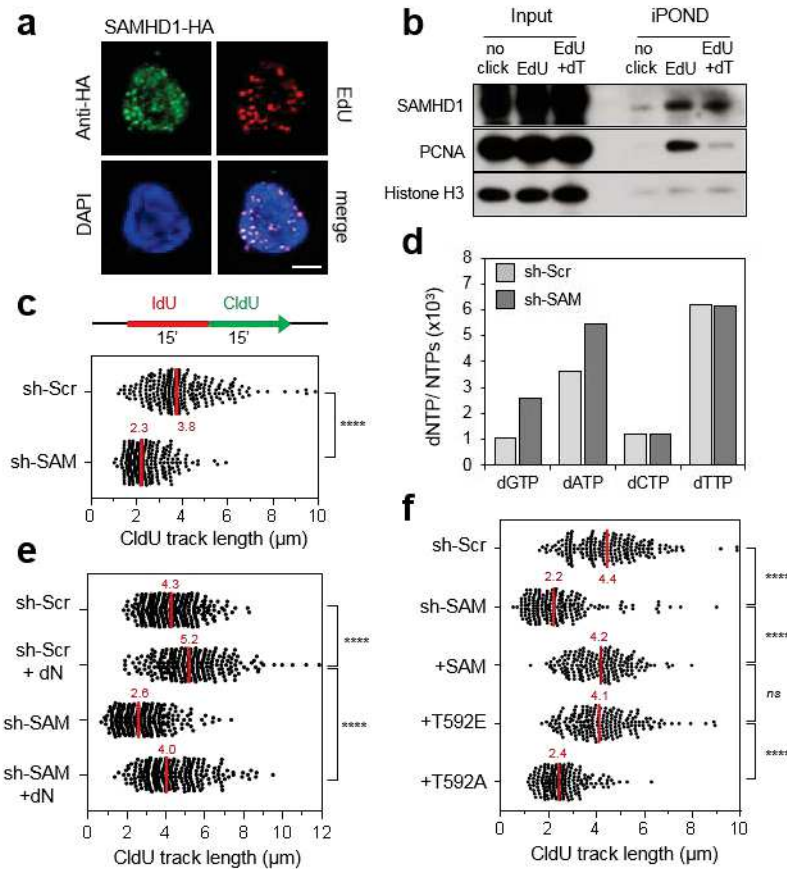 a
SAMHD1-HA
Anti-HA
EdU
DAPI
merge
b
Input
iPOND
no click
EdU
EdU +dT
no click
EdU
EdU +dT
SAMHD1
PCNA
Histone H3
c
IdU
CldU
15'
15'
sh-Scr
3.8
2.3
sh-SAM
****
0 2 4 6 8 10
CldU track length (µm)
d
dNTP/ NTPs (x10³)
8
7
6
5
4
3
2
1
0
sh-Scr
sh-SAM
dGTP dATP dCTP dTTP
e
sh-Scr
4.3
sh-Scr + dN
5.2
sh-SAM
2.6
sh-SAM +dN
4.0
****
****
0 2 4 6 8 10 12
CldU track length (µm)
f
sh-Scr
4.4
sh-SAM
2.2
+SAM
4.2
+T592E
4.1
+T592A
2.4
****
****
ns
****
0 2 4 6 8 10
CldU track length (µm)